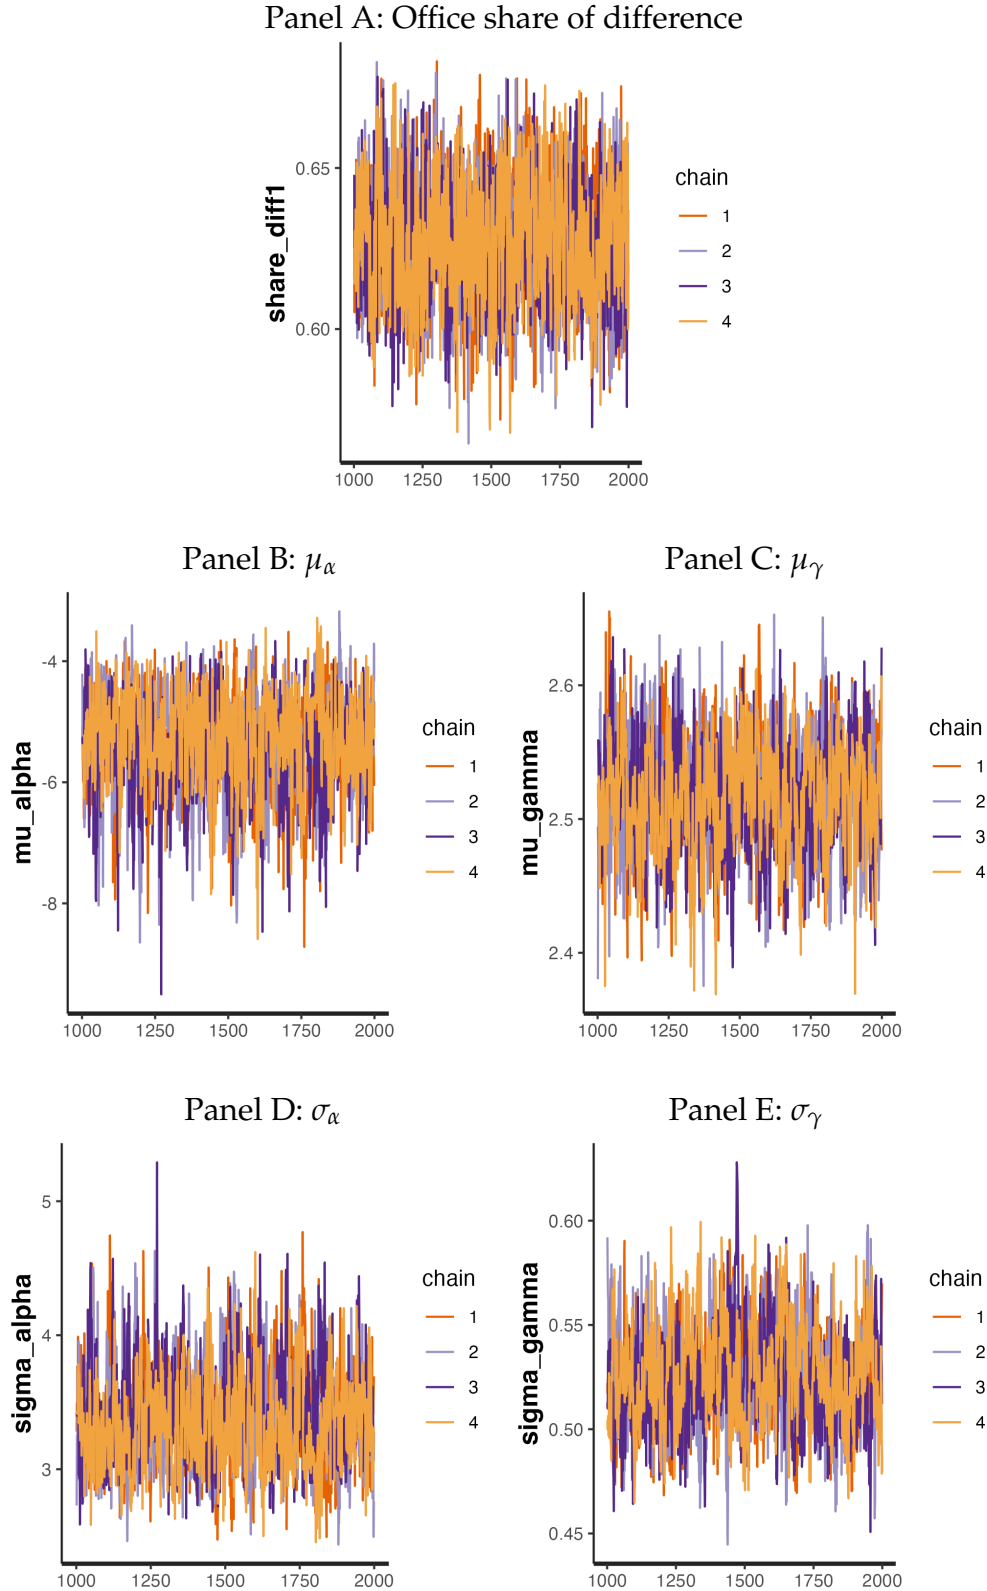 Panel A: Office share of difference
share_diff1
0.65
0.60
1000 1250 1500 1750 2000
chain
1
2
3
4
Panel B: μα
mu_alpha
-4
-6
-8
1000 1250 1500 1750 2000
chain
1
2
3
4
Panel C: μγ
mu_gamma
2.6
2.5
2.4
1000 1250 1500 1750 2000
chain
1
2
3
4
Panel D: σα
sigma_alpha
5
4
3
1000 1250 1500 1750 2000
chain
1
2
3
4
Panel E: σγ
sigma_gamma
0.60
0.55
0.50
0.45
1000 1250 1500 1750 2000
chain
1
2
3
4